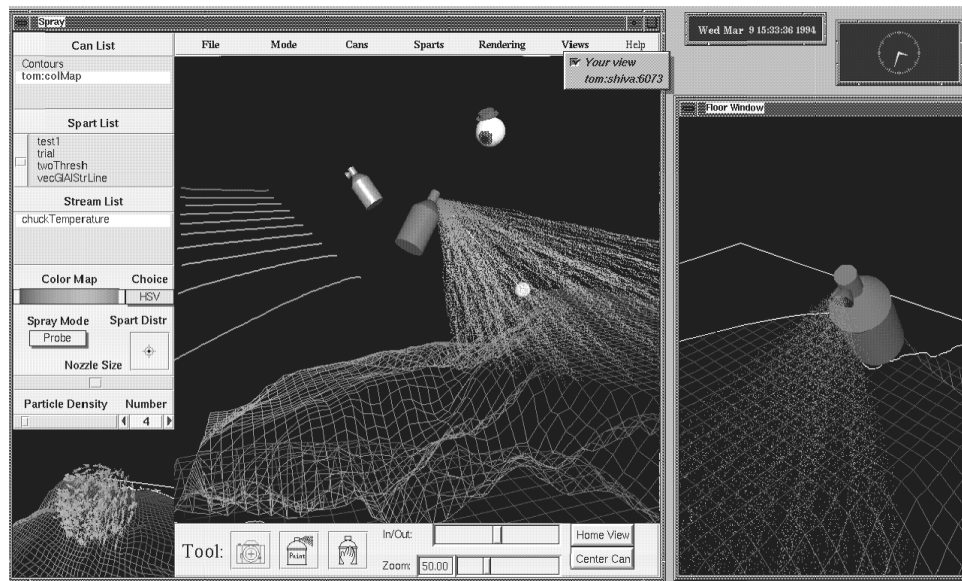 Spray
Wed Mar 9 15:33:36 1994
Can List
File Mode Cans Sparts Rendering Views Help
Contours
tom:colMap
Your view
tom:shiva:6073
Floor Window
Spart List
test1
trial
twoThresh
vecGlAlStrLine
Stream List
chuckTemperature
Color Map Choice
HSV
Spray Mode Spart Distr
Probe
Nozzle Size
Particle Density Number
4
Tool:
Paint
In/Out:
Home View
Zoom: 50.00
Center Can